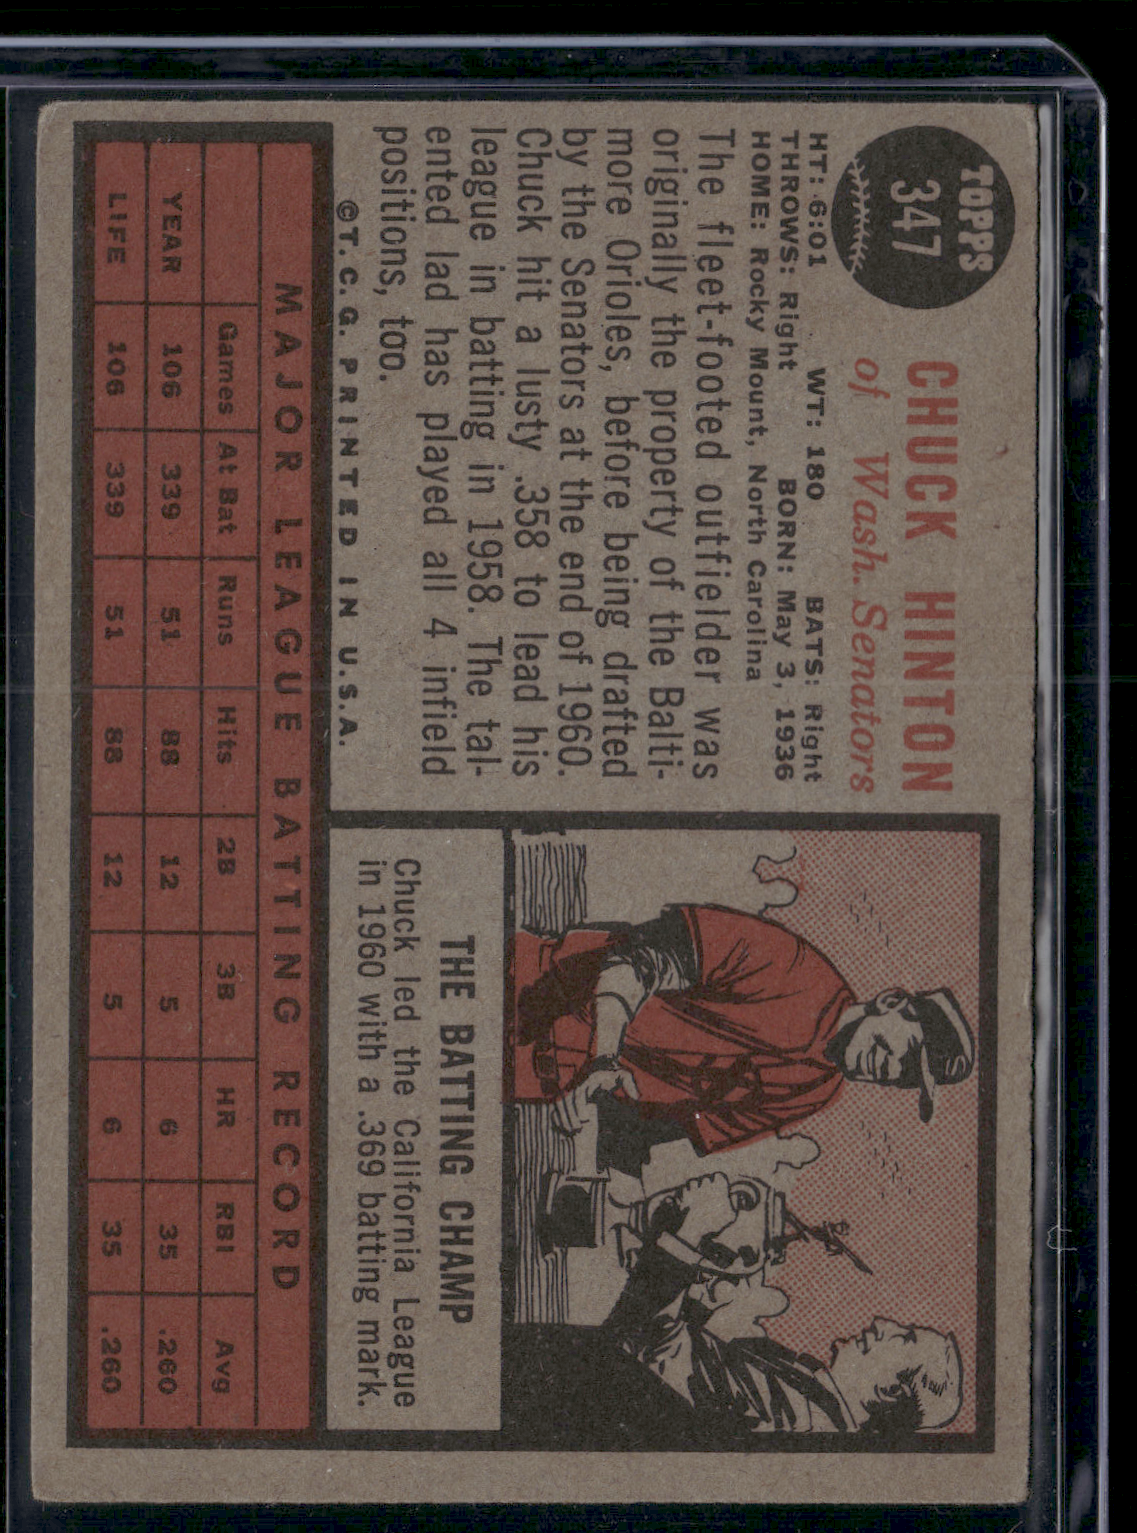 TOPPS
347
CHUCK HINTON
of Wash. Senators
HT: 6:01 WT: 180 BATS: Right
THROWS: Right BORN: May 3, 1936
HOME: Rocky Mount, North Carolina
The fleet-footed outfielder was
originally the property of the Balti-
more Orioles, before being drafted
by the Senators at the end of 1960.
Chuck hit a lusty .358 to lead his
league in batting in 1958. The tal-
ented lad has played all 4 infield
positions, too.
©T.C.G. PRINTED IN U.S.A.
THE BATTING CHAMP
Chuck led the California League
in 1960 with a .369 batting mark.
MAJOR LEAGUE BATTING RECORD
Games At Bat Runs Hits 2B 3B HR RBI Avg
YEAR 106 339 51 88 12 5 6 35 .260
LIFE 106 339 51 88 12 5 6 35 .260